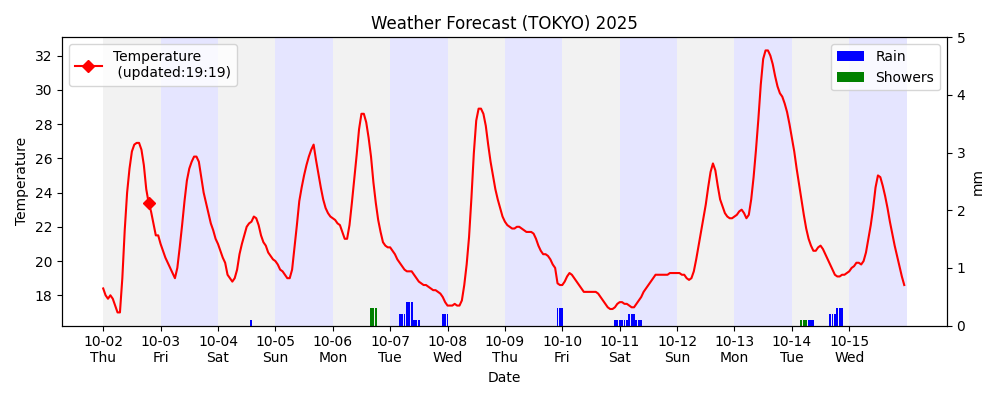 Weather Forecast (TOKYO) 2025
Temperature
(updated:19:19)
Rain
Showers
Temperature
32
30
28
26
24
22
20
18
5
4
3
2
1
0
mm
10-02 10-03 10-04 10-05 10-06 10-07 10-08 10-09 10-10 10-11 10-12 10-13 10-14 10-15
Thu Fri Sat Sun Mon Tue Wed Thu Fri Sat Sun Mon Tue Wed
Date